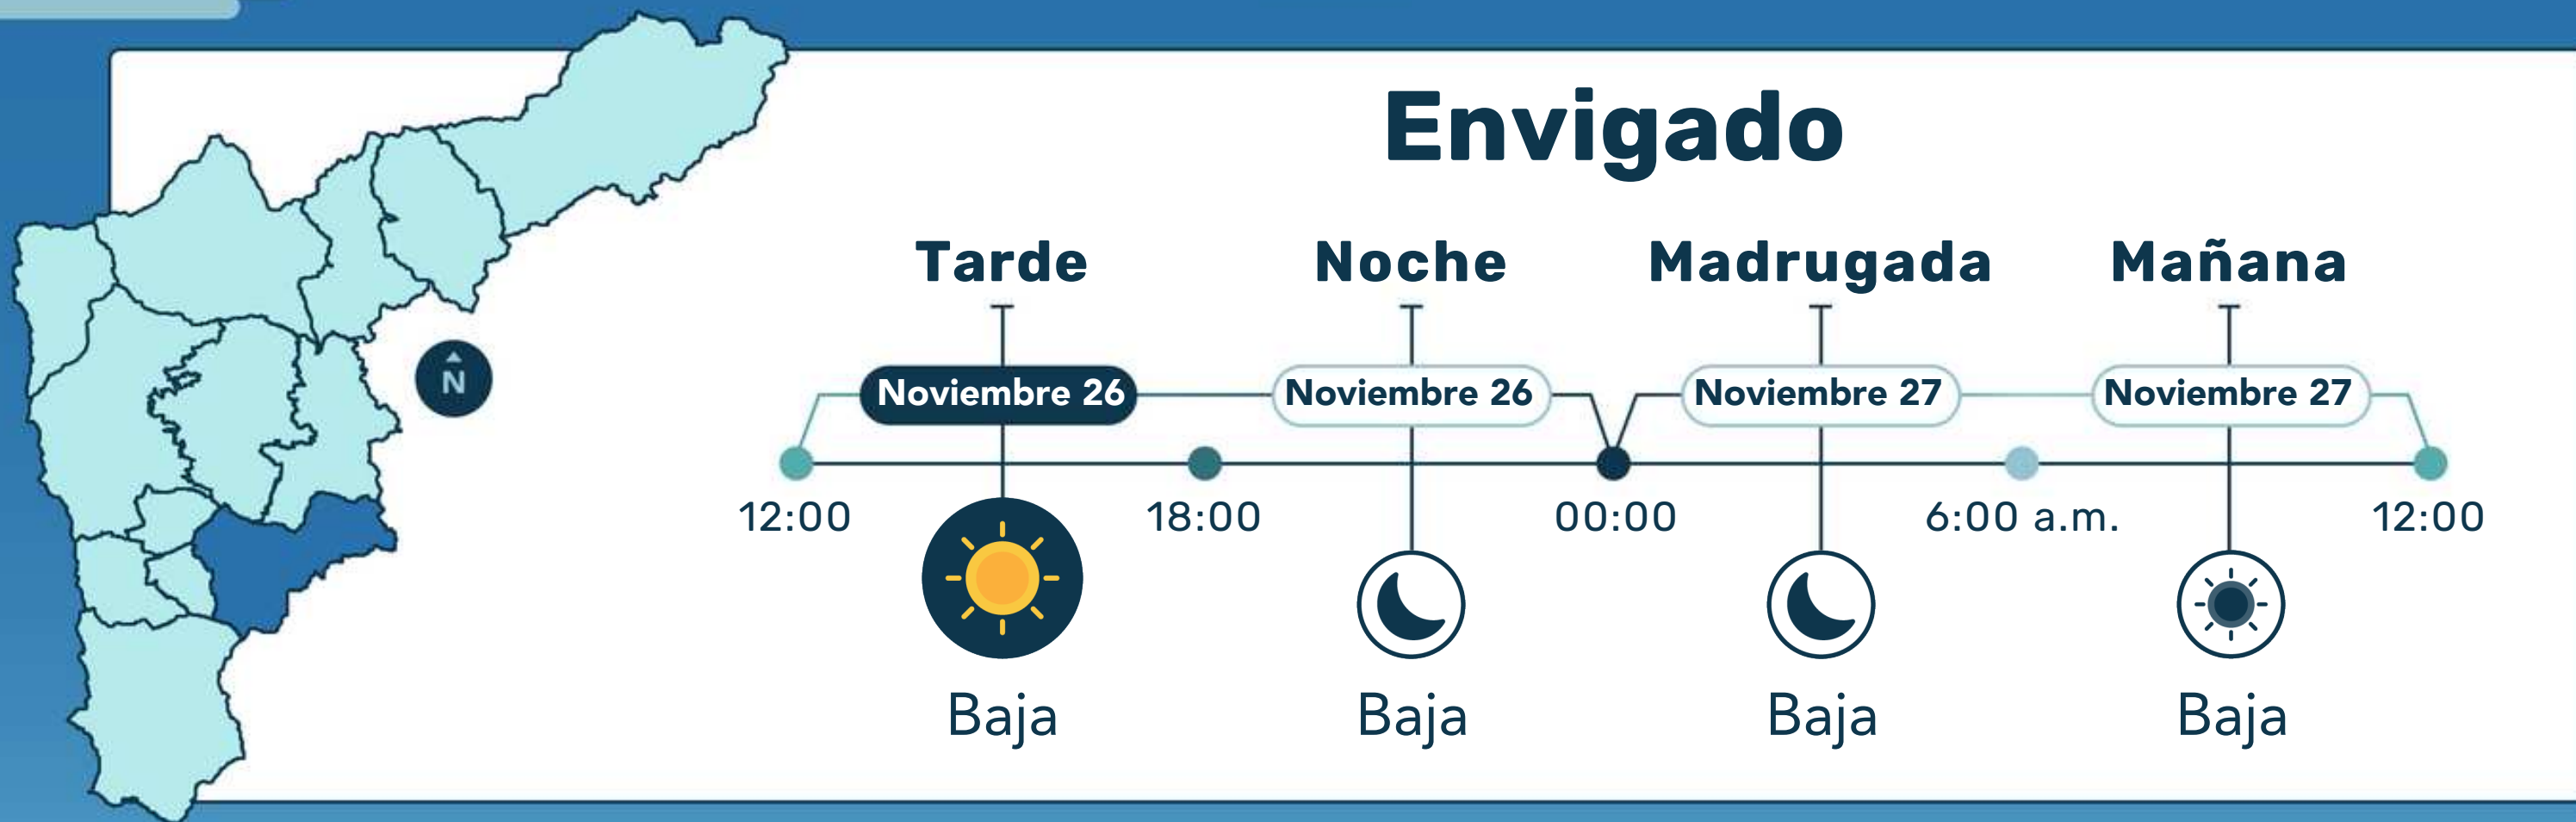 Envigado
Tarde Noche Madrugada Mañana
N
Noviembre 26 Noviembre 26 Noviembre 27 Noviembre 27
12:00 18:00 00:00 6:00 a.m. 12:00
Baja Baja Baja Baja